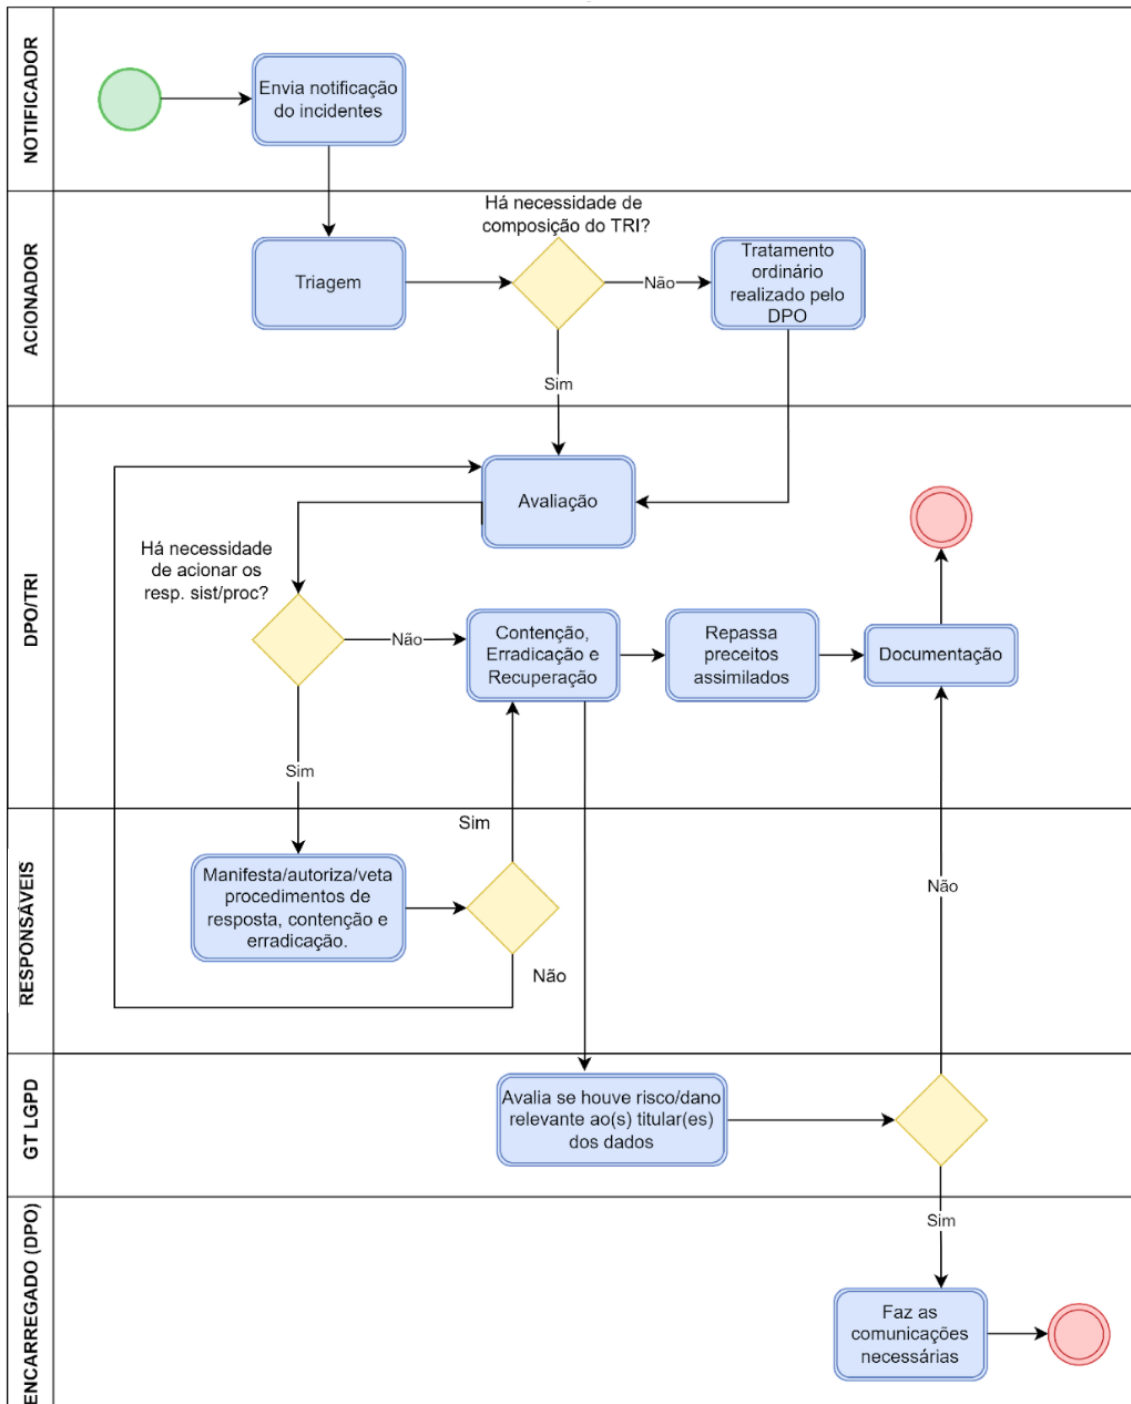 NOTIFICADOR
Envia notificação
do incidentes
ACIONADOR
Triagem
Há necessidade de
composição do TRI?
Não
Tratamento
ordinário
realizado pelo
DPO
Sim
DPO/TRI
Avaliação
Há necessidade
de acionar os
resp. sist/proc?
Não
Contenção,
Erradicação e
Recuperação
Repassa
preceitos
assimilados
Documentação
Sim
RESPONSÁVEIS
Sim
Manifesta/autoriza/veta
procedimentos de
resposta, contenção e
erradicação.
Não
Não
GT LGPD
Avalia se houve risco/dano
relevante ao(s) titular(es)
dos dados
ENCARREGADO (DPO)
Sim
Faz as
comunicações
necessárias